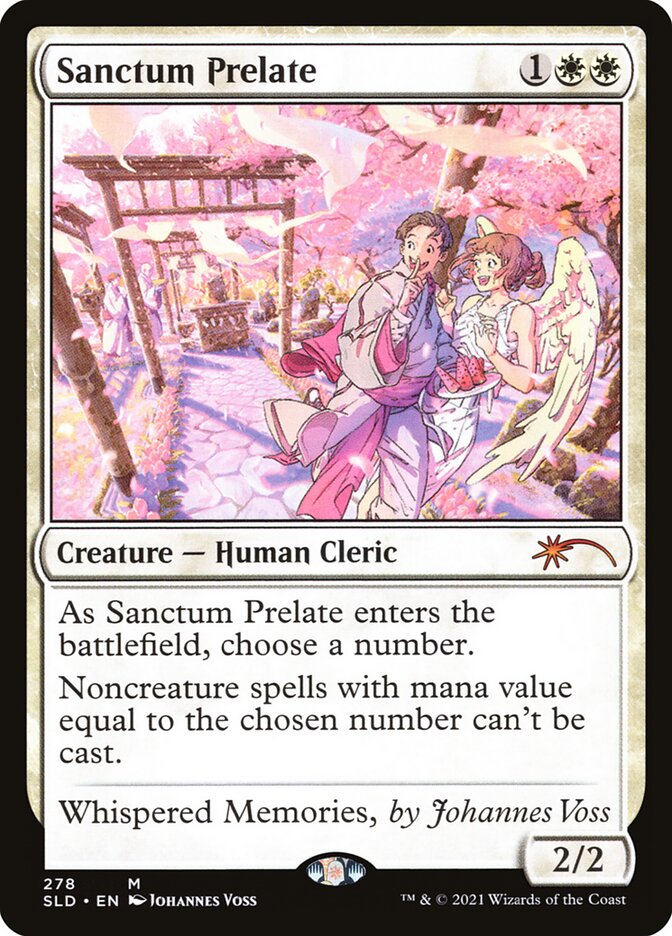 Sanctum Prelate 1
Creature — Human Cleric
As Sanctum Prelate enters the
battlefield, choose a number.
Noncreature spells with mana value
equal to the chosen number can't be
cast.
Whispered Memories, by Johannes Voss
2/2
278 M
SLD • EN Johannes Voss
™ & © 2021 Wizards of the Coast